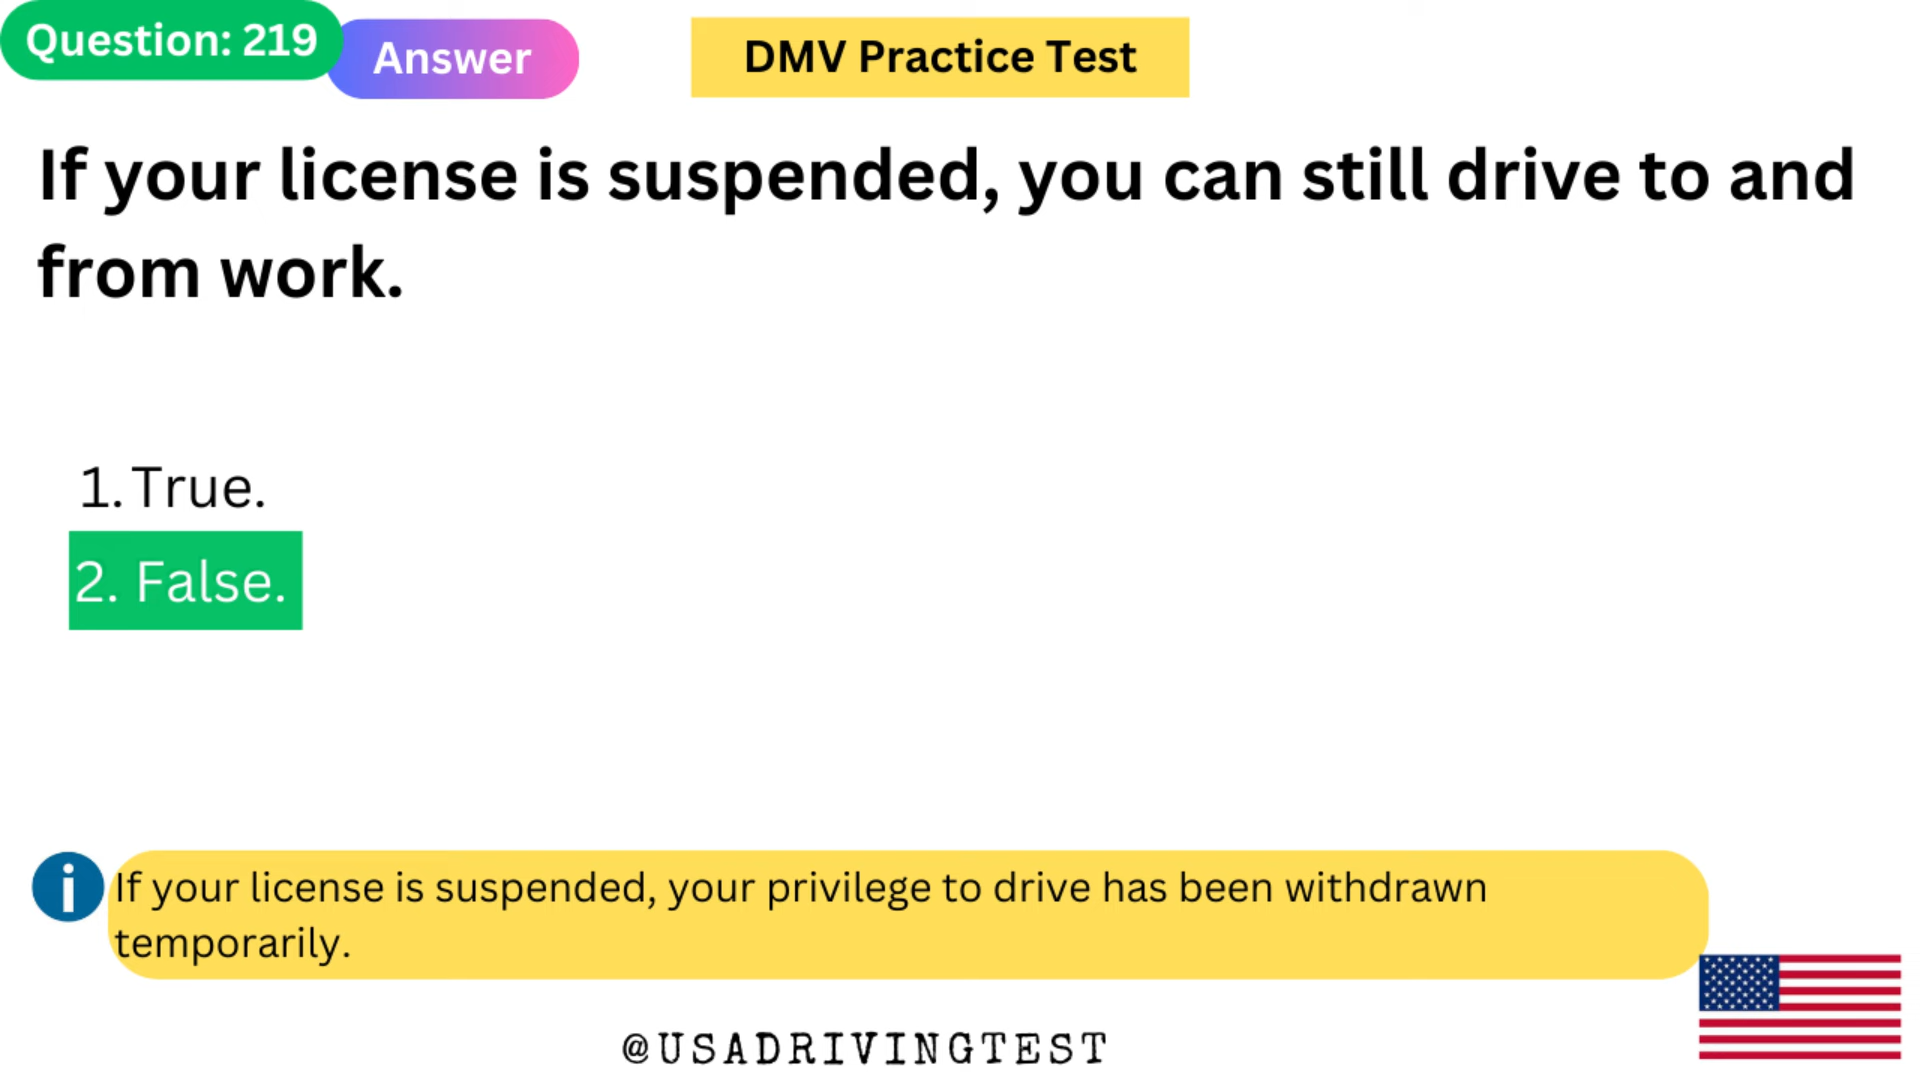 Question: 219
Answer
DMV Practice Test
If your license is suspended, you can still drive to and
from work.
1. True.
2. False.
i
If your license is suspended, your privilege to drive has been withdrawn
temporarily.
@USADRIVINGTEST